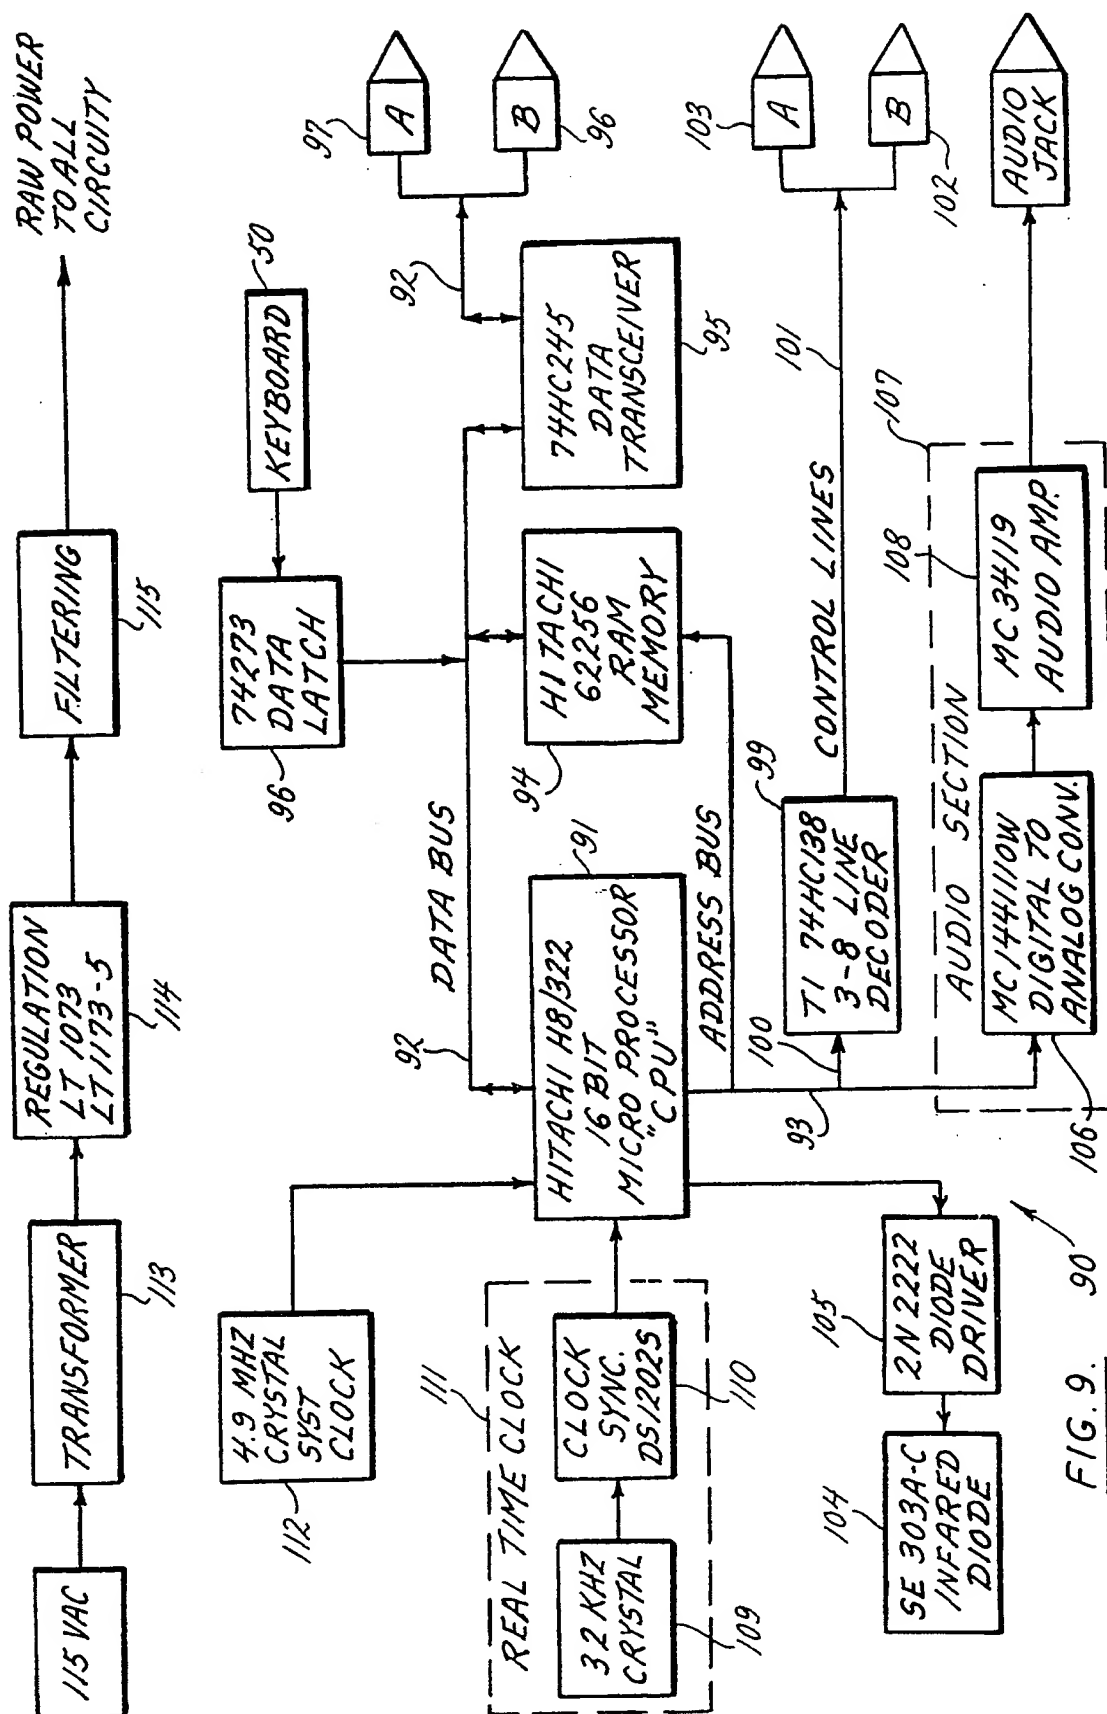 115 VAC
TRANSFORMER
113
REGULATION
LT 1073
LT1173-5
114
FILTERING
115
RAW POWER
TO ALL
CIRCUITY
4.9 MHZ
CRYSTAL
SYST
CLOCK
112
74273
DATA
LATCH
96
KEYBOARD
50
DATA BUS
92
92
97
A
B
96
REAL TIME CLOCK
111
32 KHZ
CRYSTAL
109
CLOCK
SYNC.
DS1202S
110
HITACHI H8/322
16 BIT
MICRO PROCESSOR
"CPU"
91
HITACHI
62256
RAM
MEMORY
94
74HC245
DATA
TRANSCEIVER
95
ADDRESS BUS
93
100
TI 74HC138
3-8 LINE
DECODER
99
CONTROL LINES
101
103
A
B
102
SE 303A-C
INFARED
DIODE
104
2N 2222
DIODE
DRIVER
105
AUDIO SECTION
107
MC144110W
DIGITAL TO
ANALOG CONV.
106
MC 34119
AUDIO AMP.
108
AUDIO
JACK
90
FIG. 9.